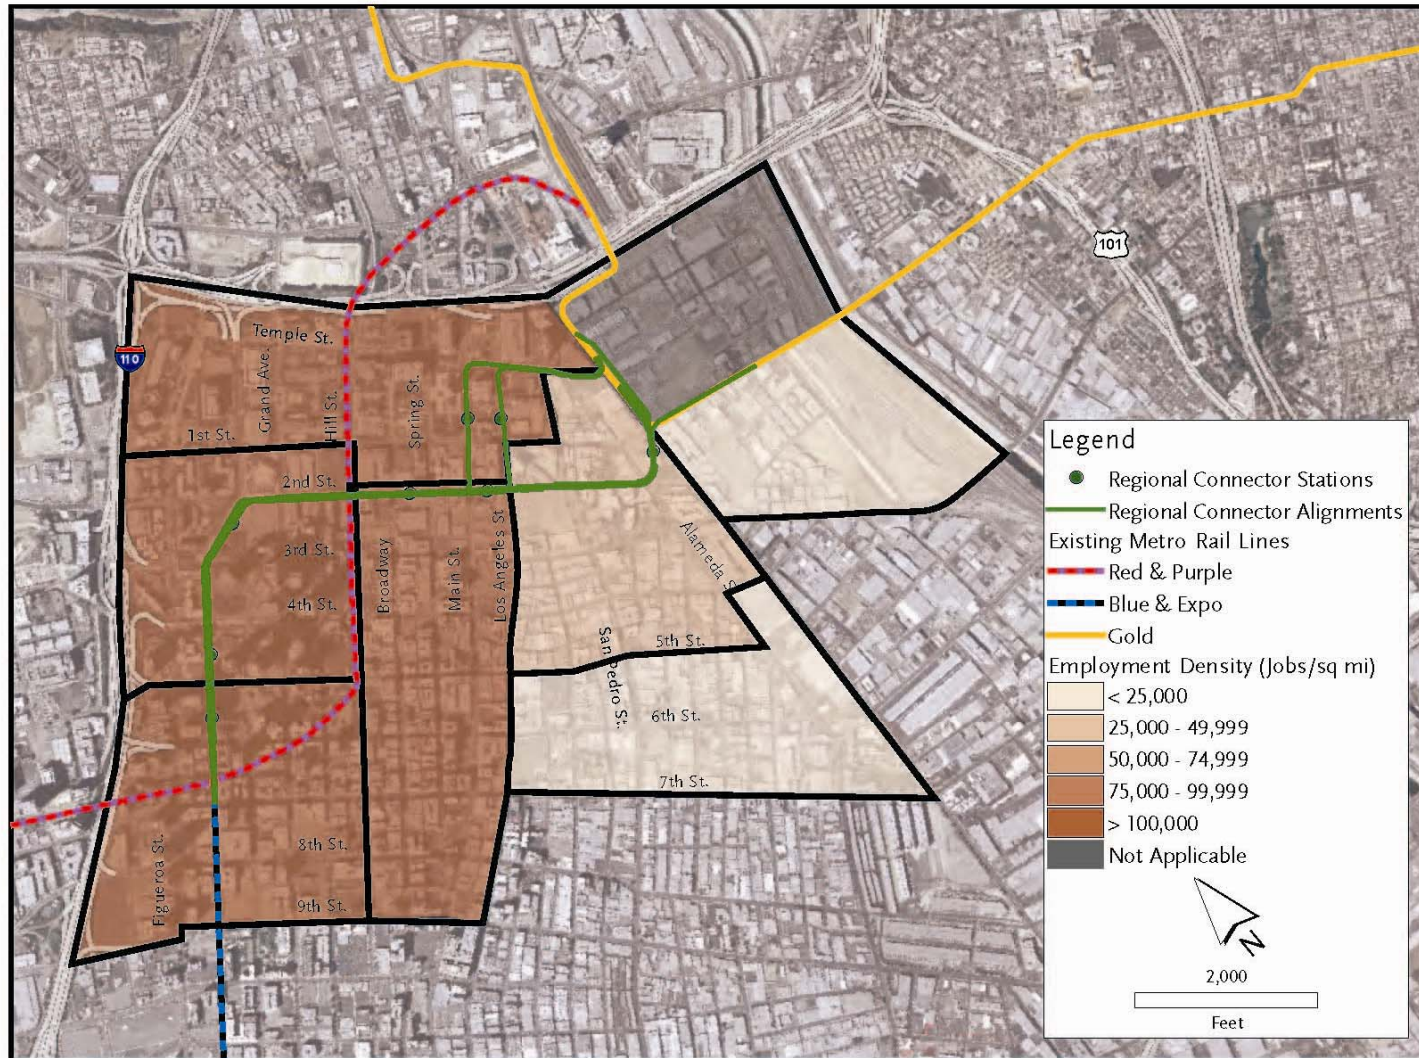 101
110
Temple St.
Grand Ave.
Hill St.
Spring St.
1st St.
2nd St.
3rd St.
4th St.
Broadway
Main St.
Los Angeles St
Alameda S
San Pedro St.
5th St.
6th St.
7th St.
8th St.
9th St.
Figueroa St.
Legend
Regional Connector Stations
Regional Connector Alignments
Existing Metro Rail Lines
Red & Purple
Blue & Expo
Gold
Employment Density (Jobs/sq mi)
< 25,000
25,000 - 49,999
50,000 - 74,999
75,000 - 99,999
> 100,000
Not Applicable
N
2,000
Feet